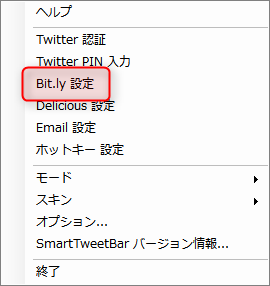 ヘルプ
Twitter 認証
Twitter PIN 入力
Bit.ly 設定
Delicious 設定
Email 設定
ホットキー 設定
モード
スキン
オプション...
SmartTweetBar バージョン情報...
終了